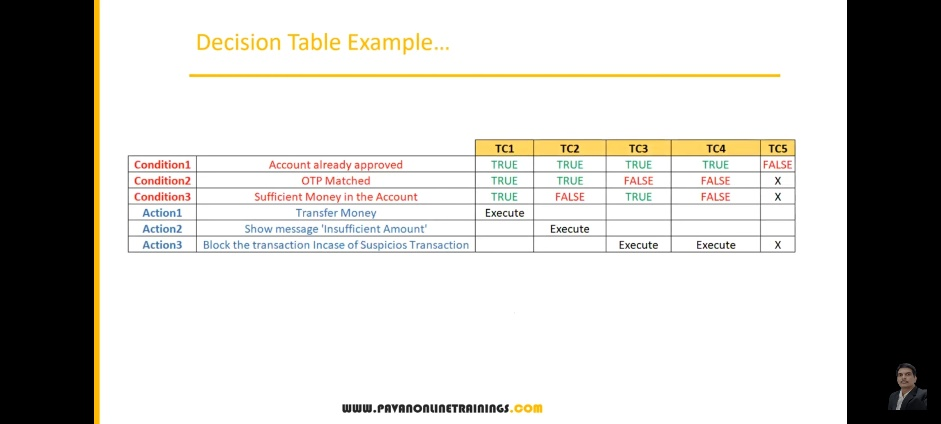 Decision Table Example...
TC1 TC2 TC3 TC4 TC5
Condition1 Account already approved TRUE TRUE TRUE TRUE FALSE
Condition2 OTP Matched TRUE TRUE FALSE FALSE X
Condition3 Sufficient Money in the Account TRUE FALSE TRUE FALSE X
Action1 Transfer Money Execute
Action2 Show message 'Insufficient Amount' Execute
Action3 Block the transaction Incase of Suspicios Transaction Execute Execute X
WWW.PAVANONLINETRAININGS.COM